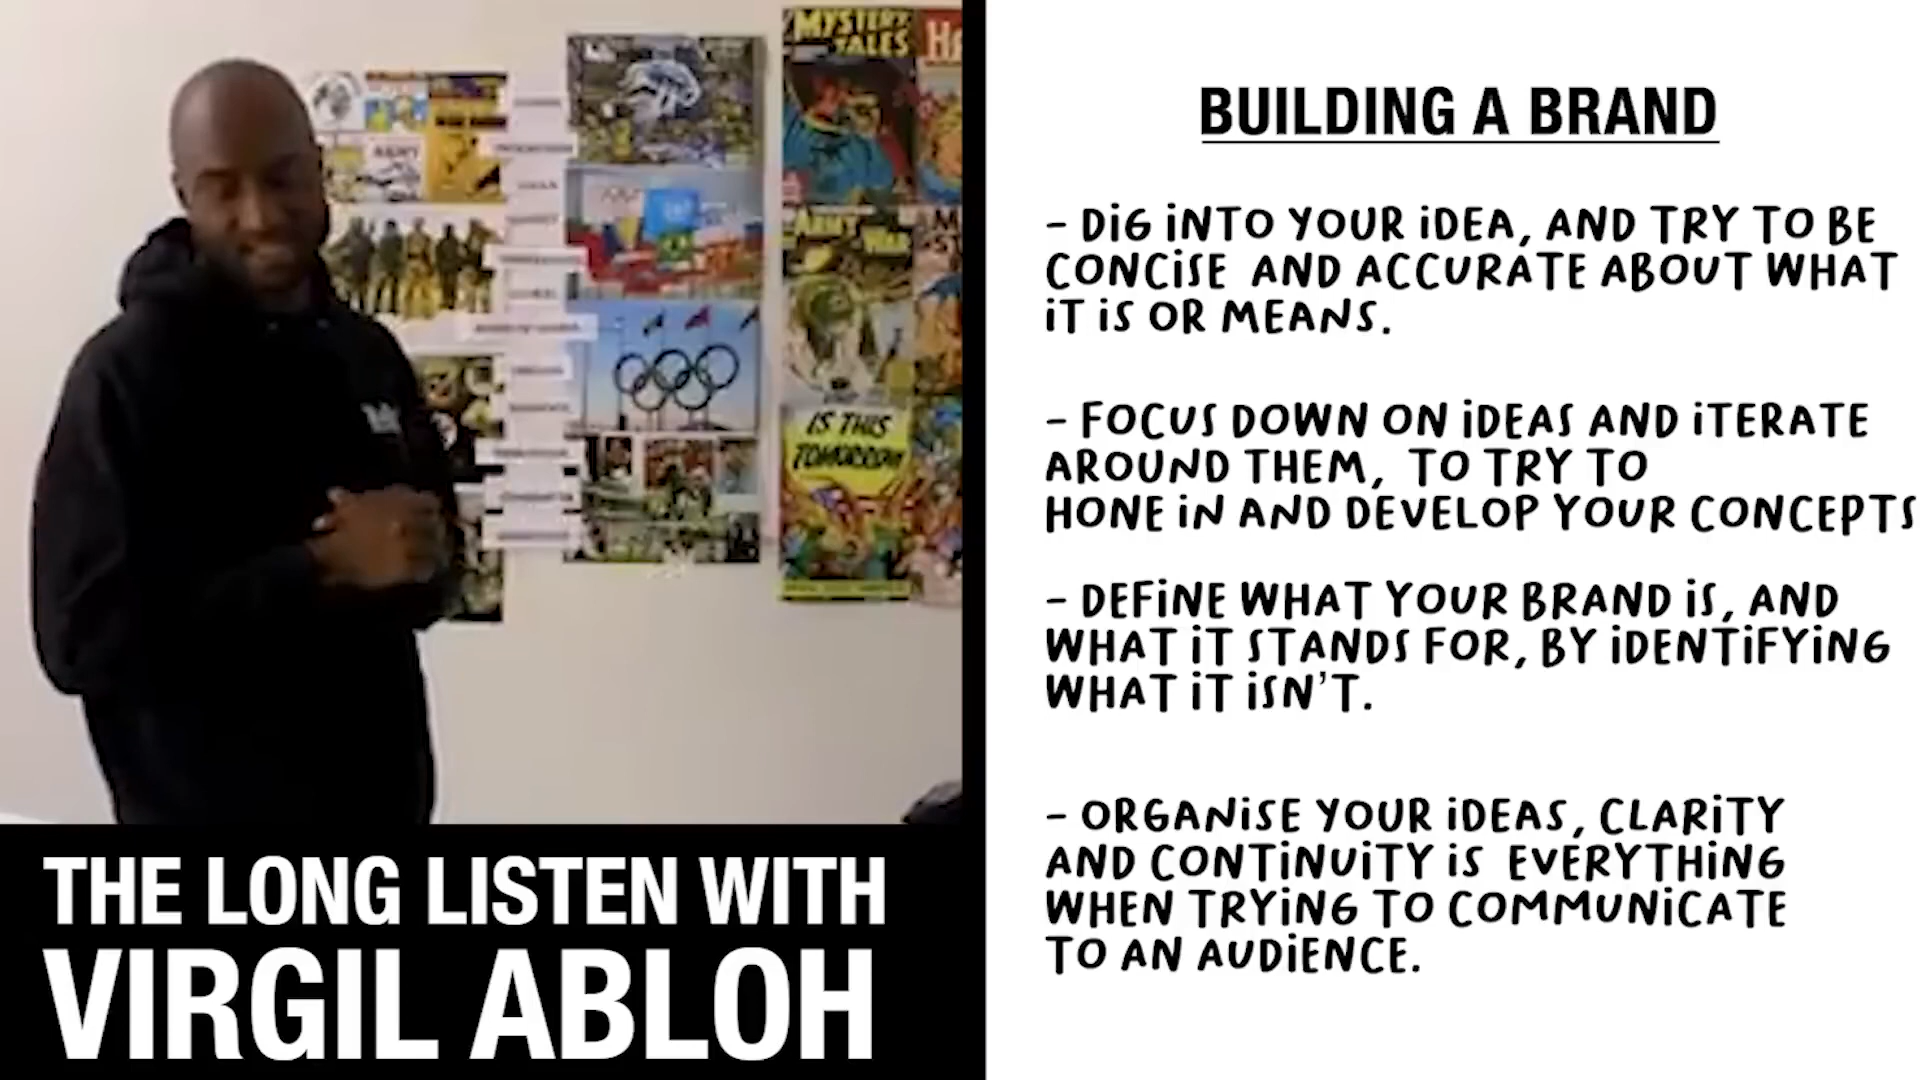 MYSTERY
TALES
ARMY
ARMY
WAR
IS THIS
TOMORROW
THE LONG LISTEN WITH
VIRGIL ABLOH
BUILDING A BRAND
- DIG INTO YOUR IDEA, AND TRY TO BE
CONCISE AND ACCURATE ABOUT WHAT
IT IS OR MEANS.
- FOCUS DOWN ON IDEAS AND ITERATE
AROUND THEM, TO TRY TO
HONE IN AND DEVELOP YOUR CONCEPTS
- DEFINE WHAT YOUR BRAND IS, AND
WHAT IT STANDS FOR, BY IDENTIFYING
WHAT IT ISN'T.
- ORGANISE YOUR IDEAS, CLARITY
AND CONTINUITY IS EVERYTHING
WHEN TRYING TO COMMUNICATE
TO AN AUDIENCE.